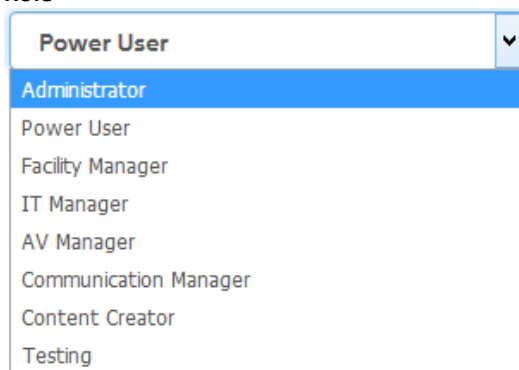 Power User
Administrator
Power User
Facility Manager
IT Manager
AV Manager
Communication Manager
Content Creator
Testing